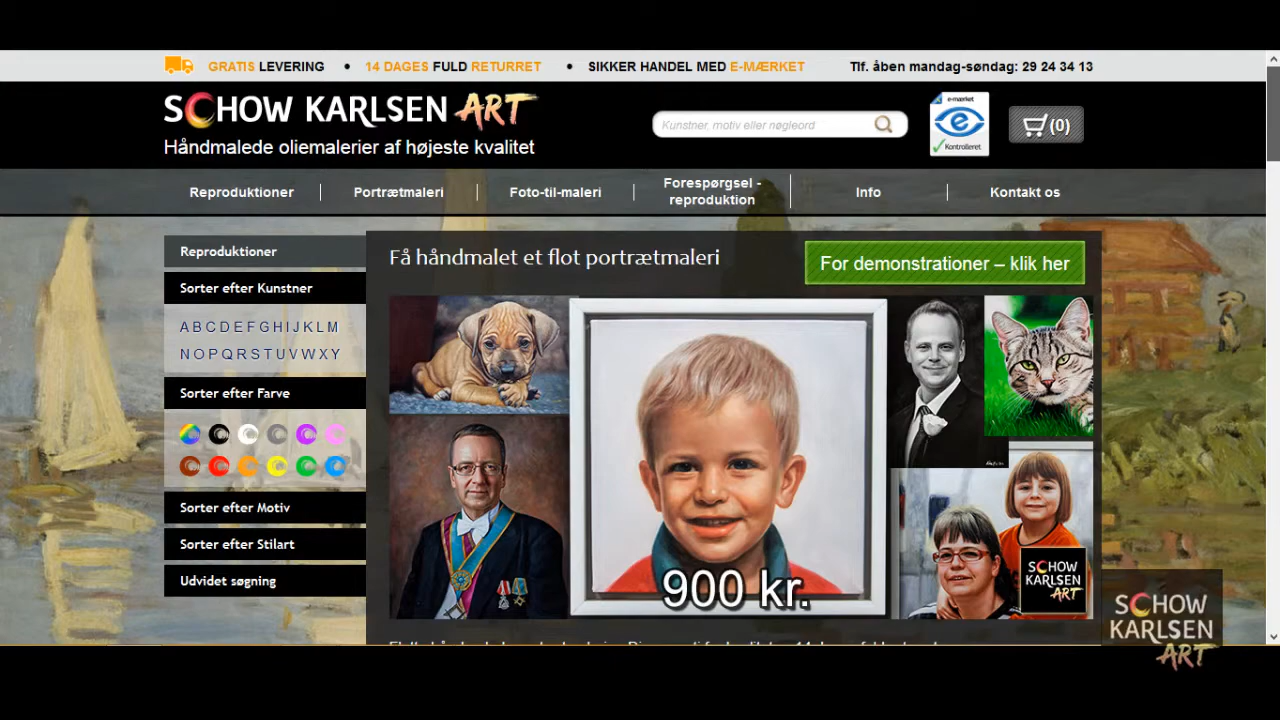 GRATIS LEVERING • 14 DAGES FULD RETURRET • SIKKER HANDEL MED E-MÆRKET Tlf. åben mandag-søndag: 29 24 34 13
SCHOW KARLSEN ART
Håndmalede oliemalerier af højeste kvalitet
Kunstner, motiv eller nøgleord
e-mærket
Kontrolleret
(0)
Reproduktioner
Portrætmaleri
Foto-til-maleri
Forespørgsel -
reproduktion
Info
Kontakt os
Reproduktioner
Sorter efter Kunstner
A B C D E F G H I J K L M
N O P Q R S T U V W X Y
Sorter efter Farve
Sorter efter Motiv
Sorter efter Stilart
Udvidet søgning
Få håndmalet et flot portrætmaleri
For demonstrationer – klik her
900 kr.
SCHOW
KARLSEN
ART
SCHOW
KARLSEN
ART